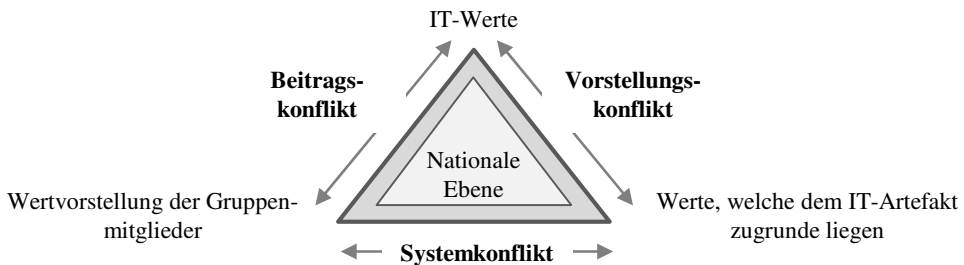 IT-Werte
Beitrags-
konflikt
Vorstellungs-
konflikt
Nationale
Ebene
Wertvorstellung der Gruppen-
mitglieder
Werte, welche dem IT-Artefakt
zugrunde liegen
Systemkonflikt